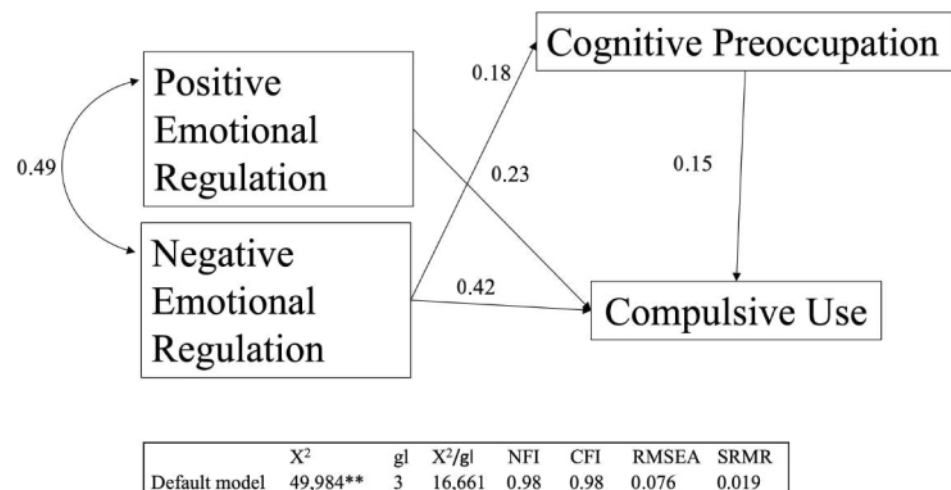 Cognitive Preoccupation
Positive
Emotional
Regulation
0.18
0.49
0.23
0.15
Negative
Emotional
Regulation
0.42
Compulsive Use
X² gl X²/gl NFI CFI RMSEA SRMR
Default model 49,984** 3 16,661 0.98 0.98 0.076 0.019